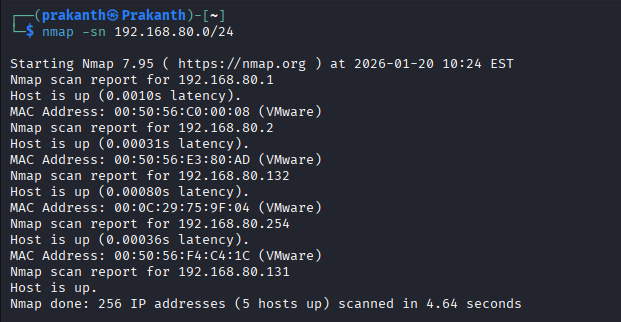 ┌──(prakanth㉿Prakanth)-[~]
└─$ nmap -sn 192.168.80.0/24
Starting Nmap 7.95 ( https://nmap.org ) at 2026-01-20 10:24 EST
Nmap scan report for 192.168.80.1
Host is up (0.0010s latency).
MAC Address: 00:50:56:C0:00:08 (VMware)
Nmap scan report for 192.168.80.2
Host is up (0.00031s latency).
MAC Address: 00:50:56:E3:80:AD (VMware)
Nmap scan report for 192.168.80.132
Host is up (0.00080s latency).
MAC Address: 00:0C:29:75:9F:04 (VMware)
Nmap scan report for 192.168.80.254
Host is up (0.00036s latency).
MAC Address: 00:50:56:F4:C4:1C (VMware)
Nmap scan report for 192.168.80.131
Host is up.
Nmap done: 256 IP addresses (5 hosts up) scanned in 4.64 seconds